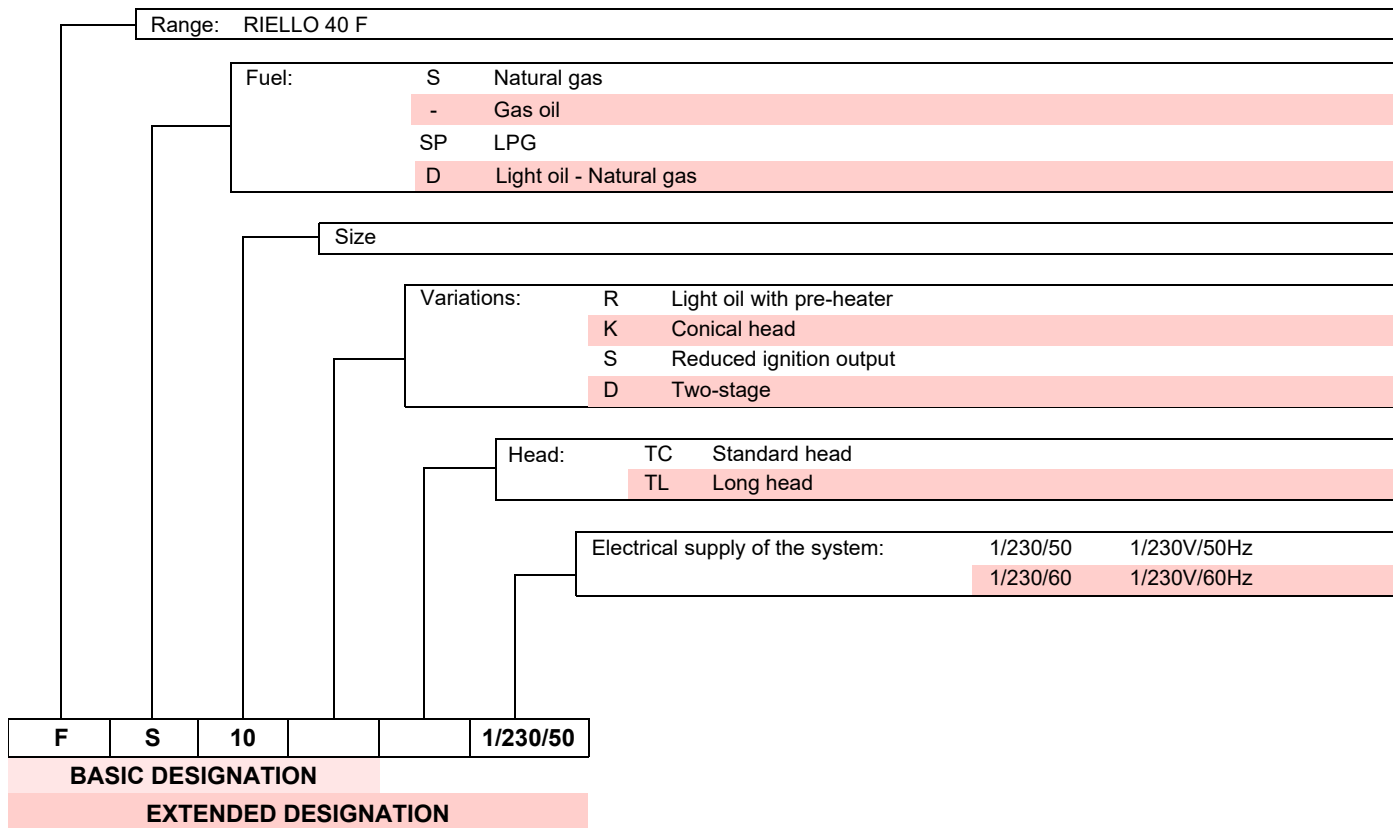 Range: RIELLO 40 F
Fuel: S Natural gas
- Gas oil
SP LPG
D Light oil - Natural gas
Size
Variations: R Light oil with pre-heater
K Conical head
S Reduced ignition output
D Two-stage
Head: TC Standard head
TL Long head
Electrical supply of the system: 1/230/50 1/230V/50Hz
1/230/60 1/230V/60Hz
F S 10 1/230/50
BASIC DESIGNATION
EXTENDED DESIGNATION